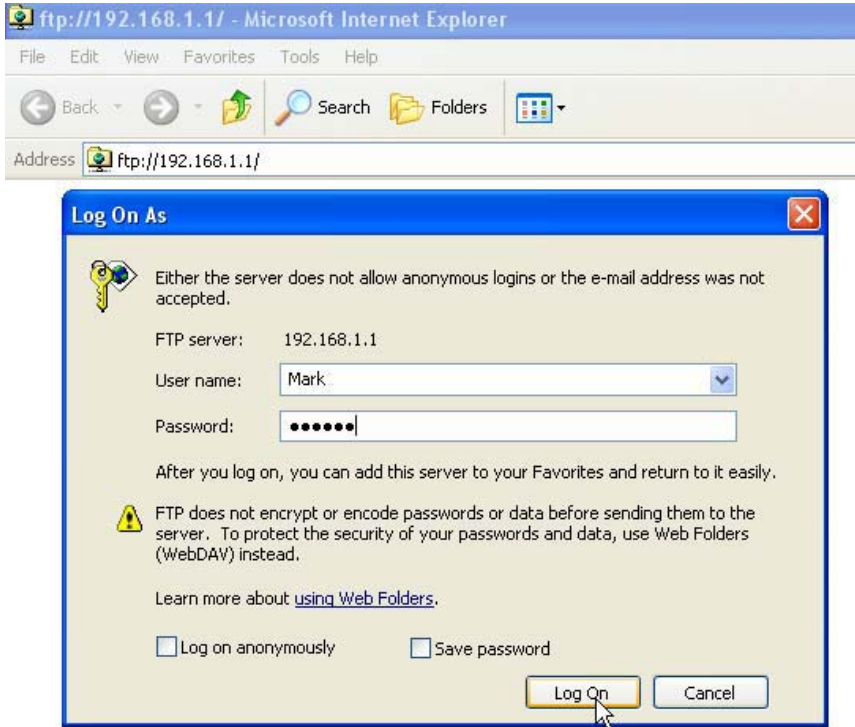 ftp://192.168.1.1/ - Microsoft Internet Explorer
File Edit View Favorites Tools Help
Back Search Folders
Address ftp://192.168.1.1/
Log On As
Either the server does not allow anonymous logins or the e-mail address was not
accepted.
FTP server: 192.168.1.1
User name: Mark
Password: ●●●●●●
After you log on, you can add this server to your Favorites and return to it easily.
FTP does not encrypt or encode passwords or data before sending them to the
server. To protect the security of your passwords and data, use Web Folders
(WebDAV) instead.
Learn more about using Web Folders.
Log on anonymously Save password
Log On Cancel